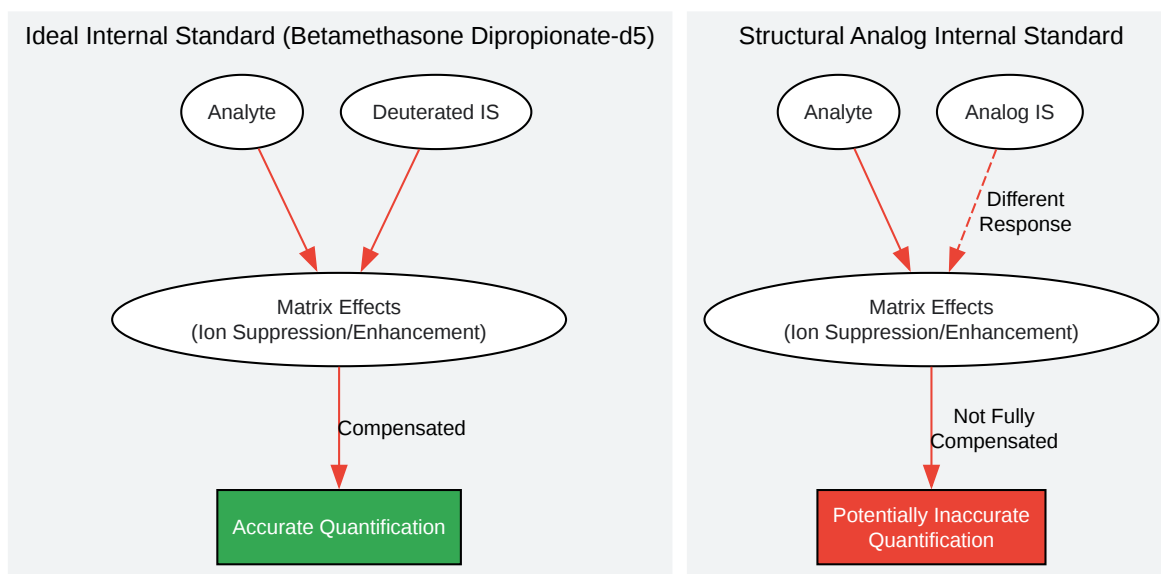 Ideal Internal Standard (Betamethasone Dipropionate-d5)
Analyte
Deuterated IS
Matrix Effects
(Ion Suppression/Enhancement)
Compensated
Accurate Quantification
Structural Analog Internal Standard
Analyte
Analog IS
Different
Response
Matrix Effects
(Ion Suppression/Enhancement)
Not Fully
Compensated
Potentially Inaccurate
Quantification